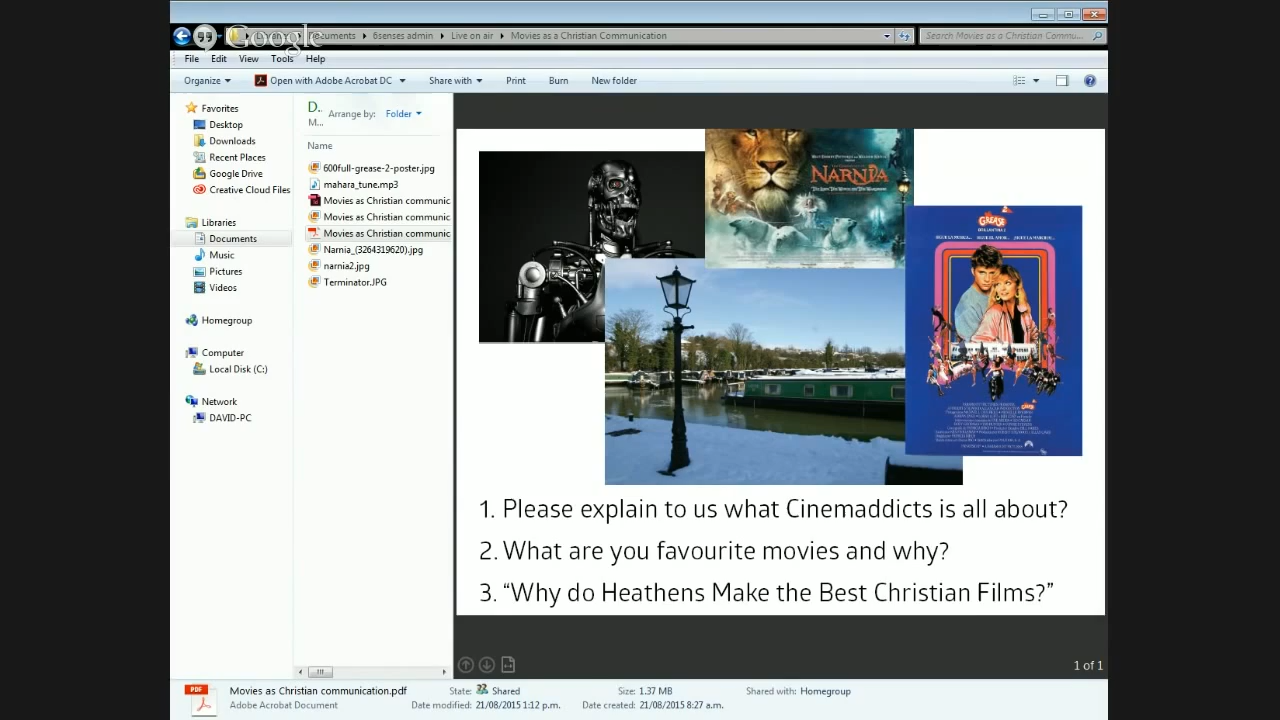 Google
Documents
6senses admin
Live on air
Movies as a Christian Communication
Search Movies as a Christian Commu...
File Edit View Tools Help
Organize
Open with Adobe Acrobat DC
Share with
Print
Burn
New folder
Favorites
Desktop
Downloads
Recent Places
Google Drive
Creative Cloud Files
Libraries
Documents
Music
Pictures
Videos
Homegroup
Computer
Local Disk (C:)
Network
DAVID-PC
D..
M...
Arrange by: Folder
Name
600full-grease-2-poster.jpg
mahara_tune.mp3
Movies as Christian communic
Movies as Christian communic
Movies as Christian communic
Narnia_(3264319620).jpg
narnia2.jpg
Terminator.JPG
NARNIA
GREASE
1. Please explain to us what Cinemaddicts is all about?
2. What are you favourite movies and why?
3. “Why do Heathens Make the Best Christian Films?”
1 of 1
PDF
Movies as Christian communication.pdf
Adobe Acrobat Document
State: Shared
Date modified: 21/08/2015 1:12 p.m.
Size: 1.37 MB
Date created: 21/08/2015 8:27 a.m.
Shared with: Homegroup